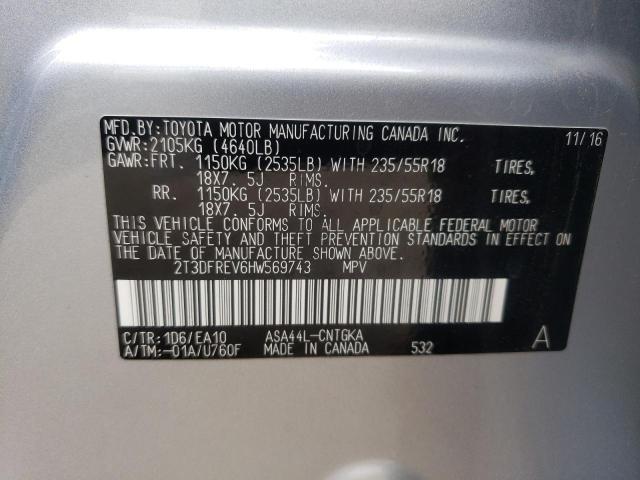 MFD.BY:TOYOTA MOTOR MANUFACTURING CANADA INC. 11/16
GVWR:2105KG (4640LB)
GAWR:FRT. 1150KG (2535LB) WITH 235/55R18 TIRES,
18X7. 5J RIMS.
RR. 1150KG (2535LB) WITH 235/55R18 TIRES,
18X7. 5J RIMS.
THIS VEHICLE CONFORMS TO ALL APPLICABLE FEDERAL MOTOR
VEHICLE SAFETY AND THEFT PREVENTION STANDARDS IN EFFECT ON
THE DATE OF MANUFACTURE SHOWN ABOVE.
2T3DFREV6HW569743 MPV
C/TR:1D6/EA10 ASA44L-CNTGKA A
A/TM:-01A/U760F MADE IN CANADA 532